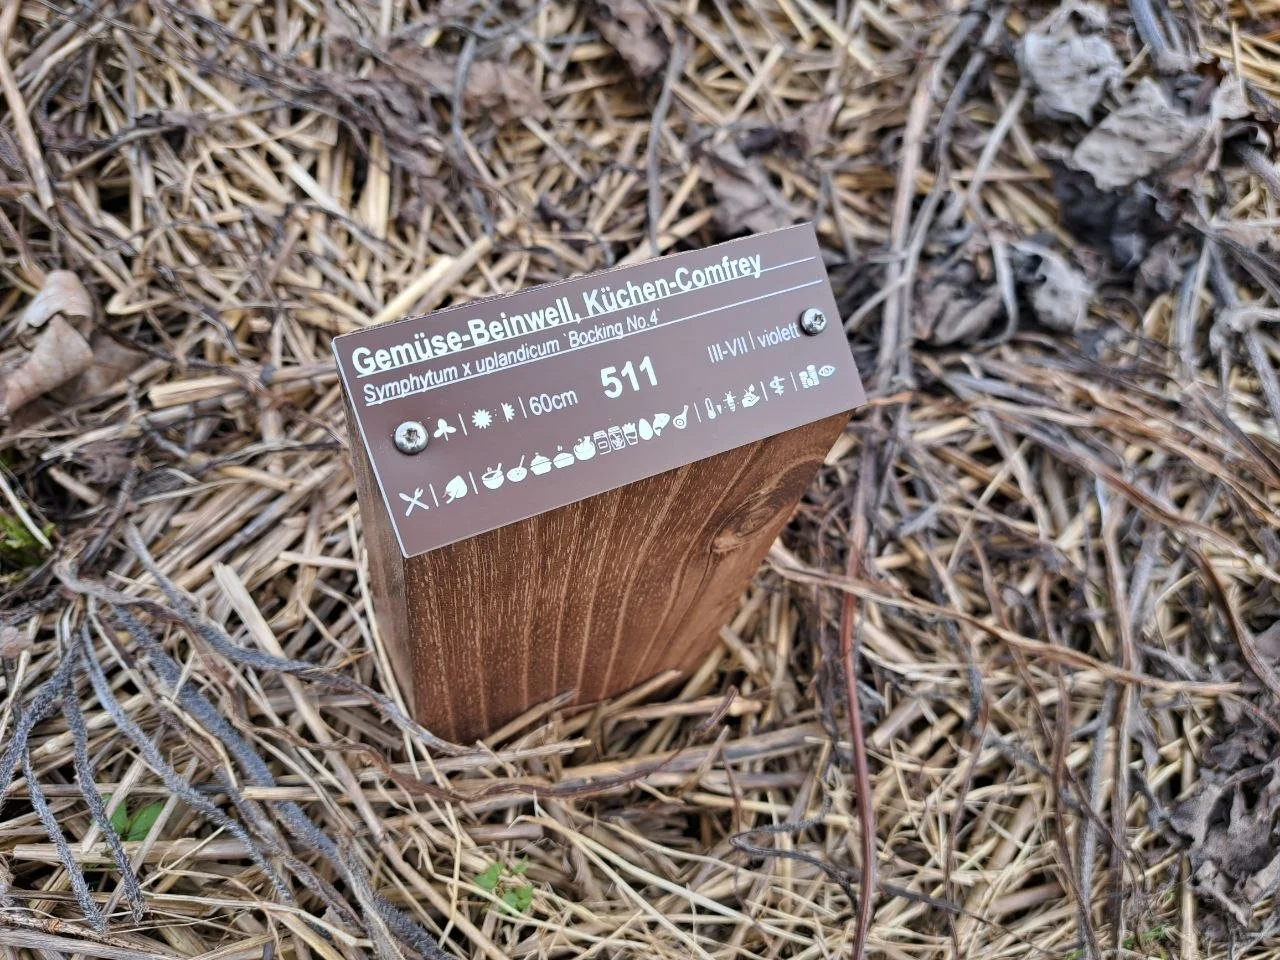 Gemüse-Beinwell, Küchen-Comfrey
Symphytum x uplandicum `Bocking No.4`
| | 60cm 511 III-VII | violett